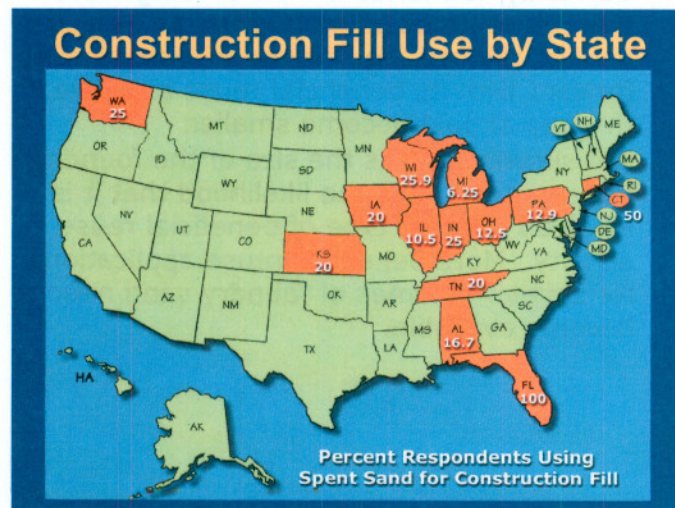 Construction Fill Use by State
WA
25
OR
CA
NV
ID
MT
WY
UT
CO
AZ
NM
ND
SD
NE
KS
20
OK
TX
MN
IA
20
MO
AR
LA
WI
25.9
IL
10.5
MI
6.25
IN
25
OH
12.5
KY
TN 20
MS
AL
16.7
GA
FL
100
SC
NC
VA
WV
PA
12.9
NY
VT
NH
ME
MA
RI
CT
50
NJ
DE
MD
HA
AK
Percent Respondents Using
Spent Sand for Construction Fill